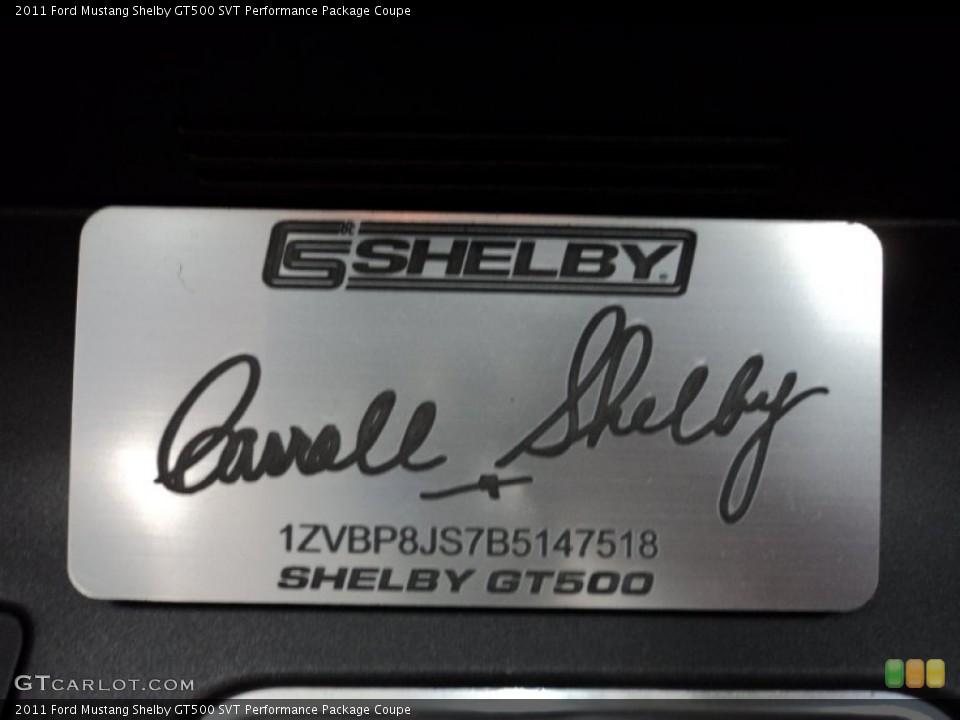 2011 Ford Mustang Shelby GT500 SVT Performance Package Coupe
SHELBY
Carroll Shelby
1ZVBP8JS7B5147518
SHELBY GT500
GTCARLOT.COM
2011 Ford Mustang Shelby GT500 SVT Performance Package Coupe